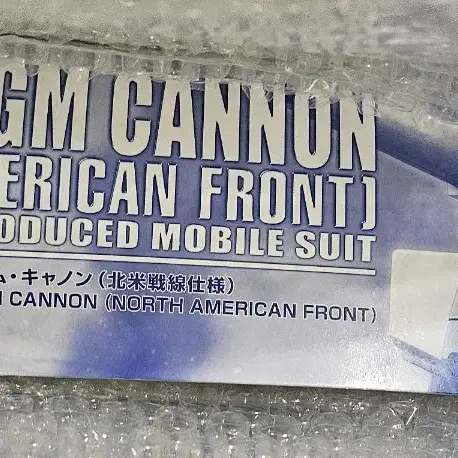 GM CANNON
ERICAN FRONT)
ODUCED MOBILE SUIT
ム・キャノン（北米戦線仕様）
M CANNON (NORTH AMERICAN FRONT)